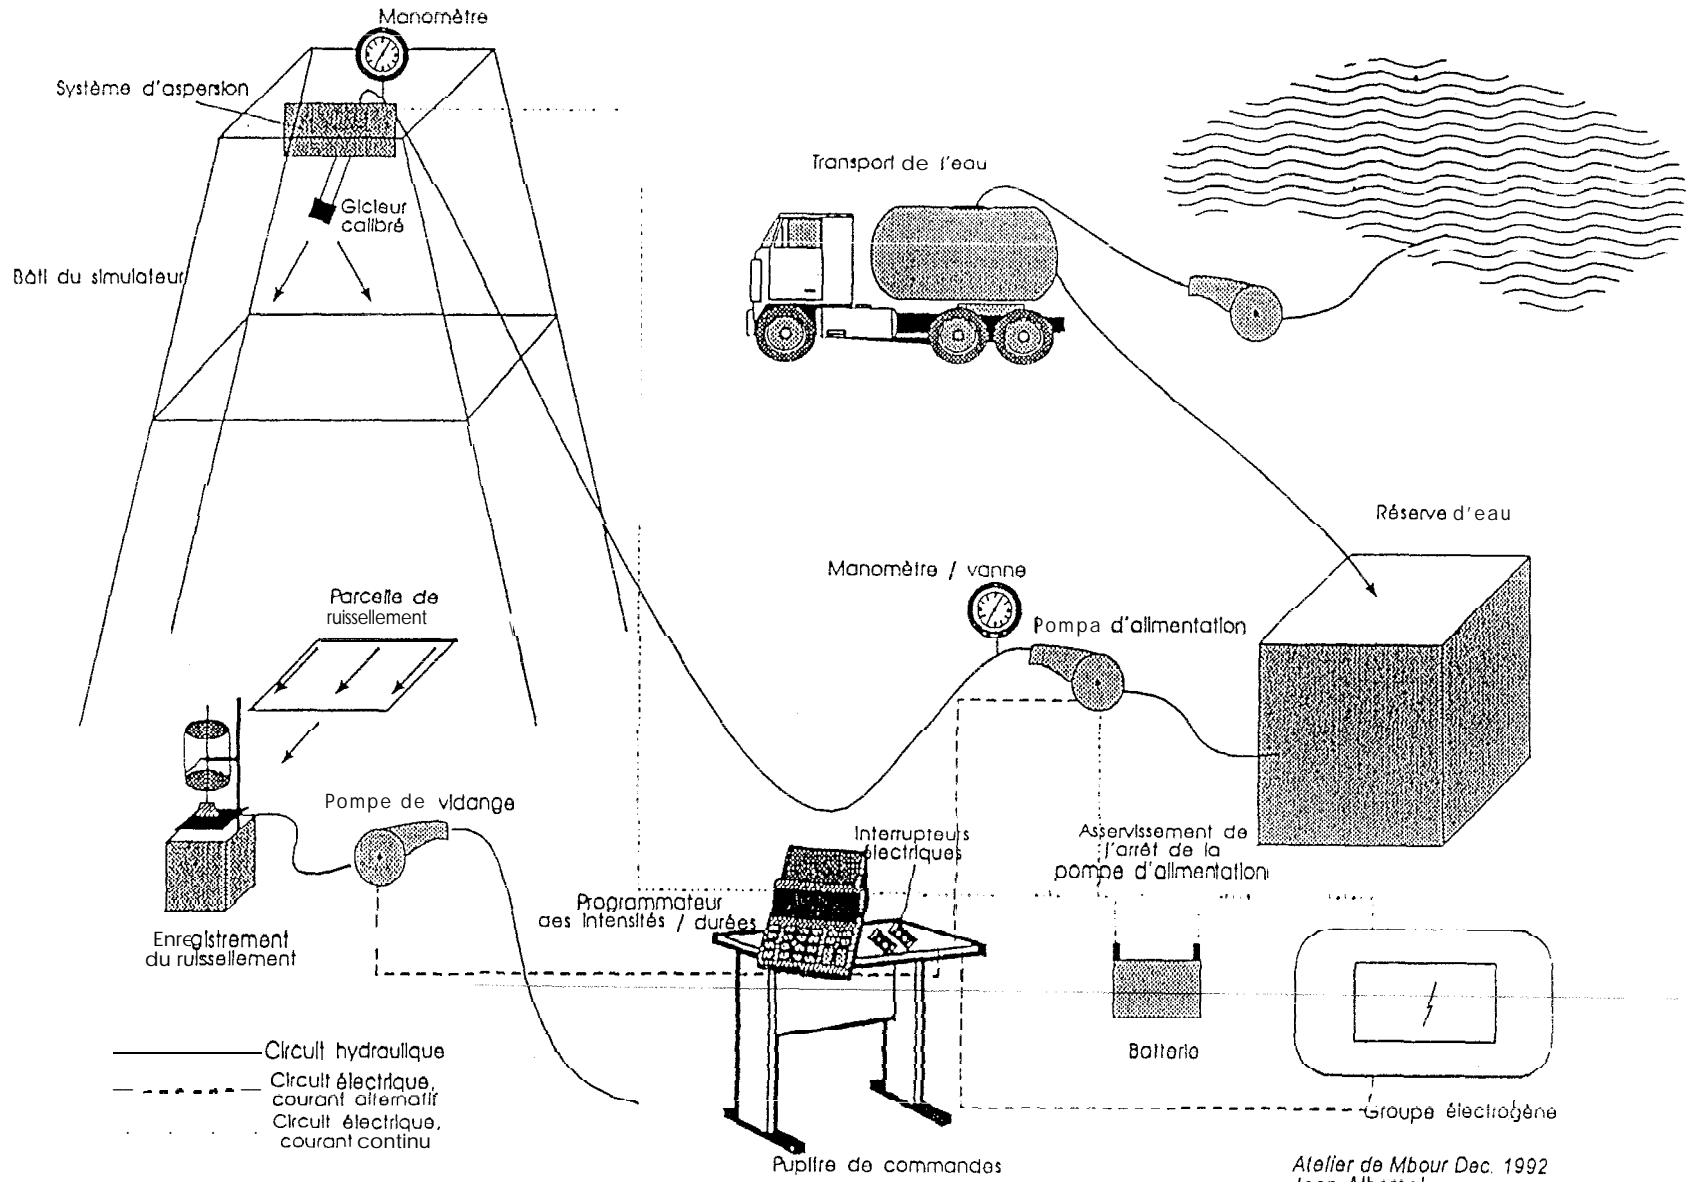 Manomètre
Système d'aspersion
Gicleur
calibré
Bâti du simulateur
Transport de l'eau
Réserve d'eau
Manomètre / vanne
Pompa d'alimentation
Parcelle de
ruissellement
Pompe de vidange
Interrupteurs
électriques
Asservissement de
l'arrêt de la
pompe d'alimentation
Programmateur
des intensités / durées
Enregistrement
du ruissellement
Batterie
Circuit hydraulique
Circuit électrique,
courant alternatif
Circuit électrique,
courant continu
Groupe électrogène
Pupitre de commandes
Atelier de Mbour Dec. 1992